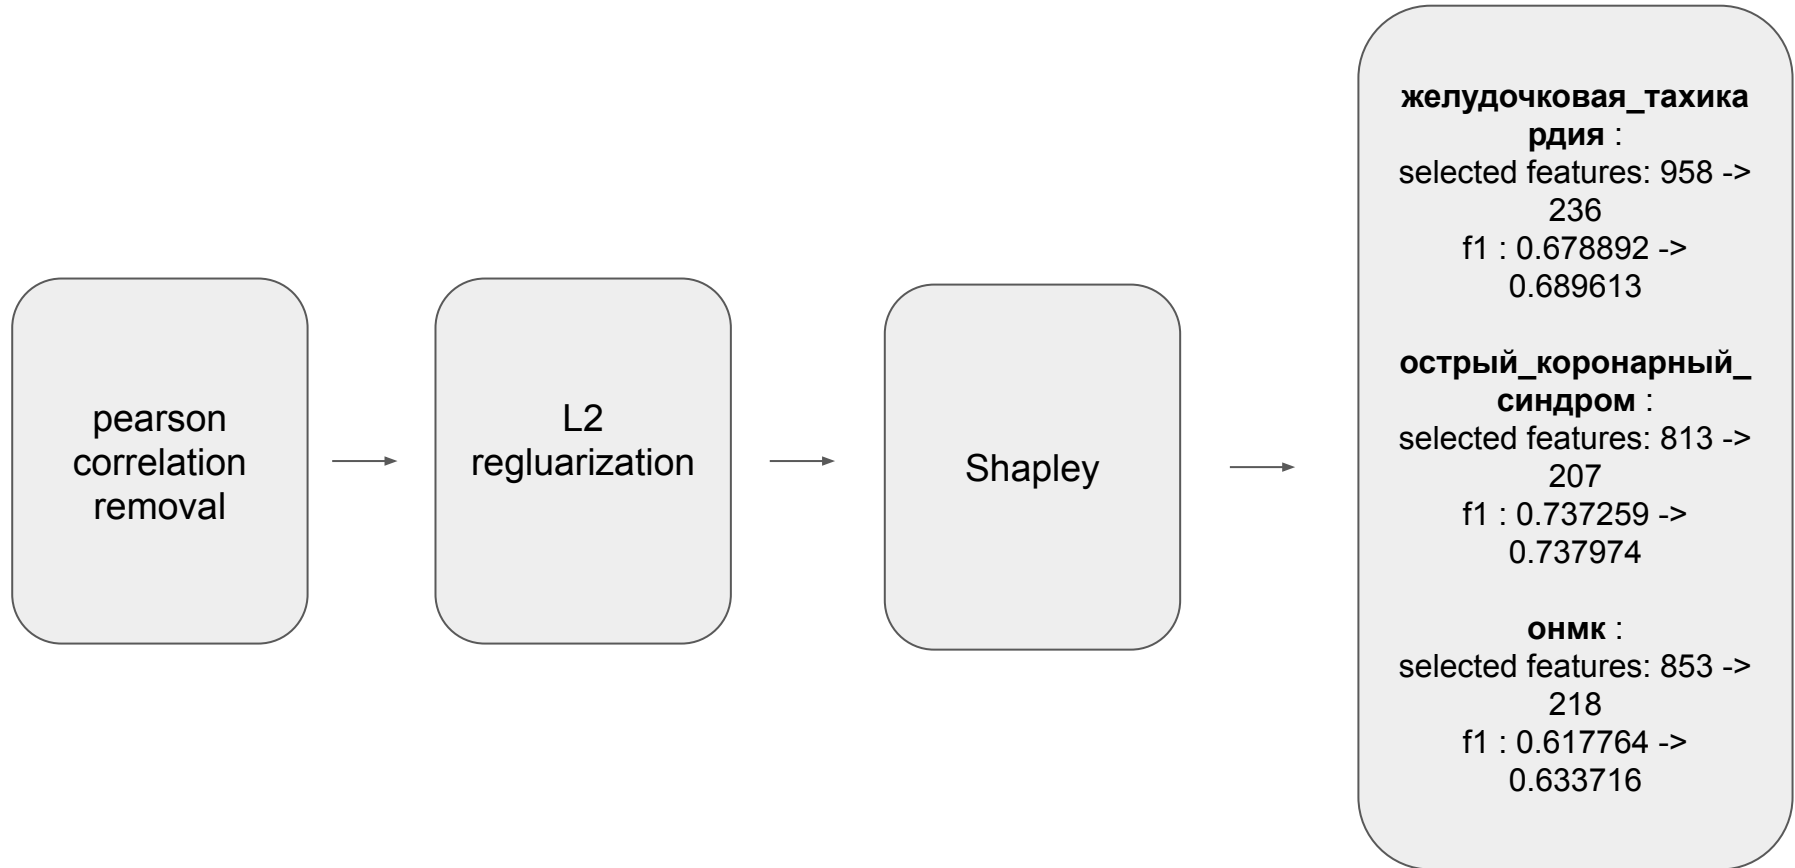 pearson
correlation
removal
L2
regluarization
Shapley
желудочковая_тахика
рдия :
selected features: 958 ->
236
f1 : 0.678892 ->
0.689613
острый_коронарный_
синдром :
selected features: 813 ->
207
f1 : 0.737259 ->
0.737974
онмк :
selected features: 853 ->
218
f1 : 0.617764 ->
0.633716